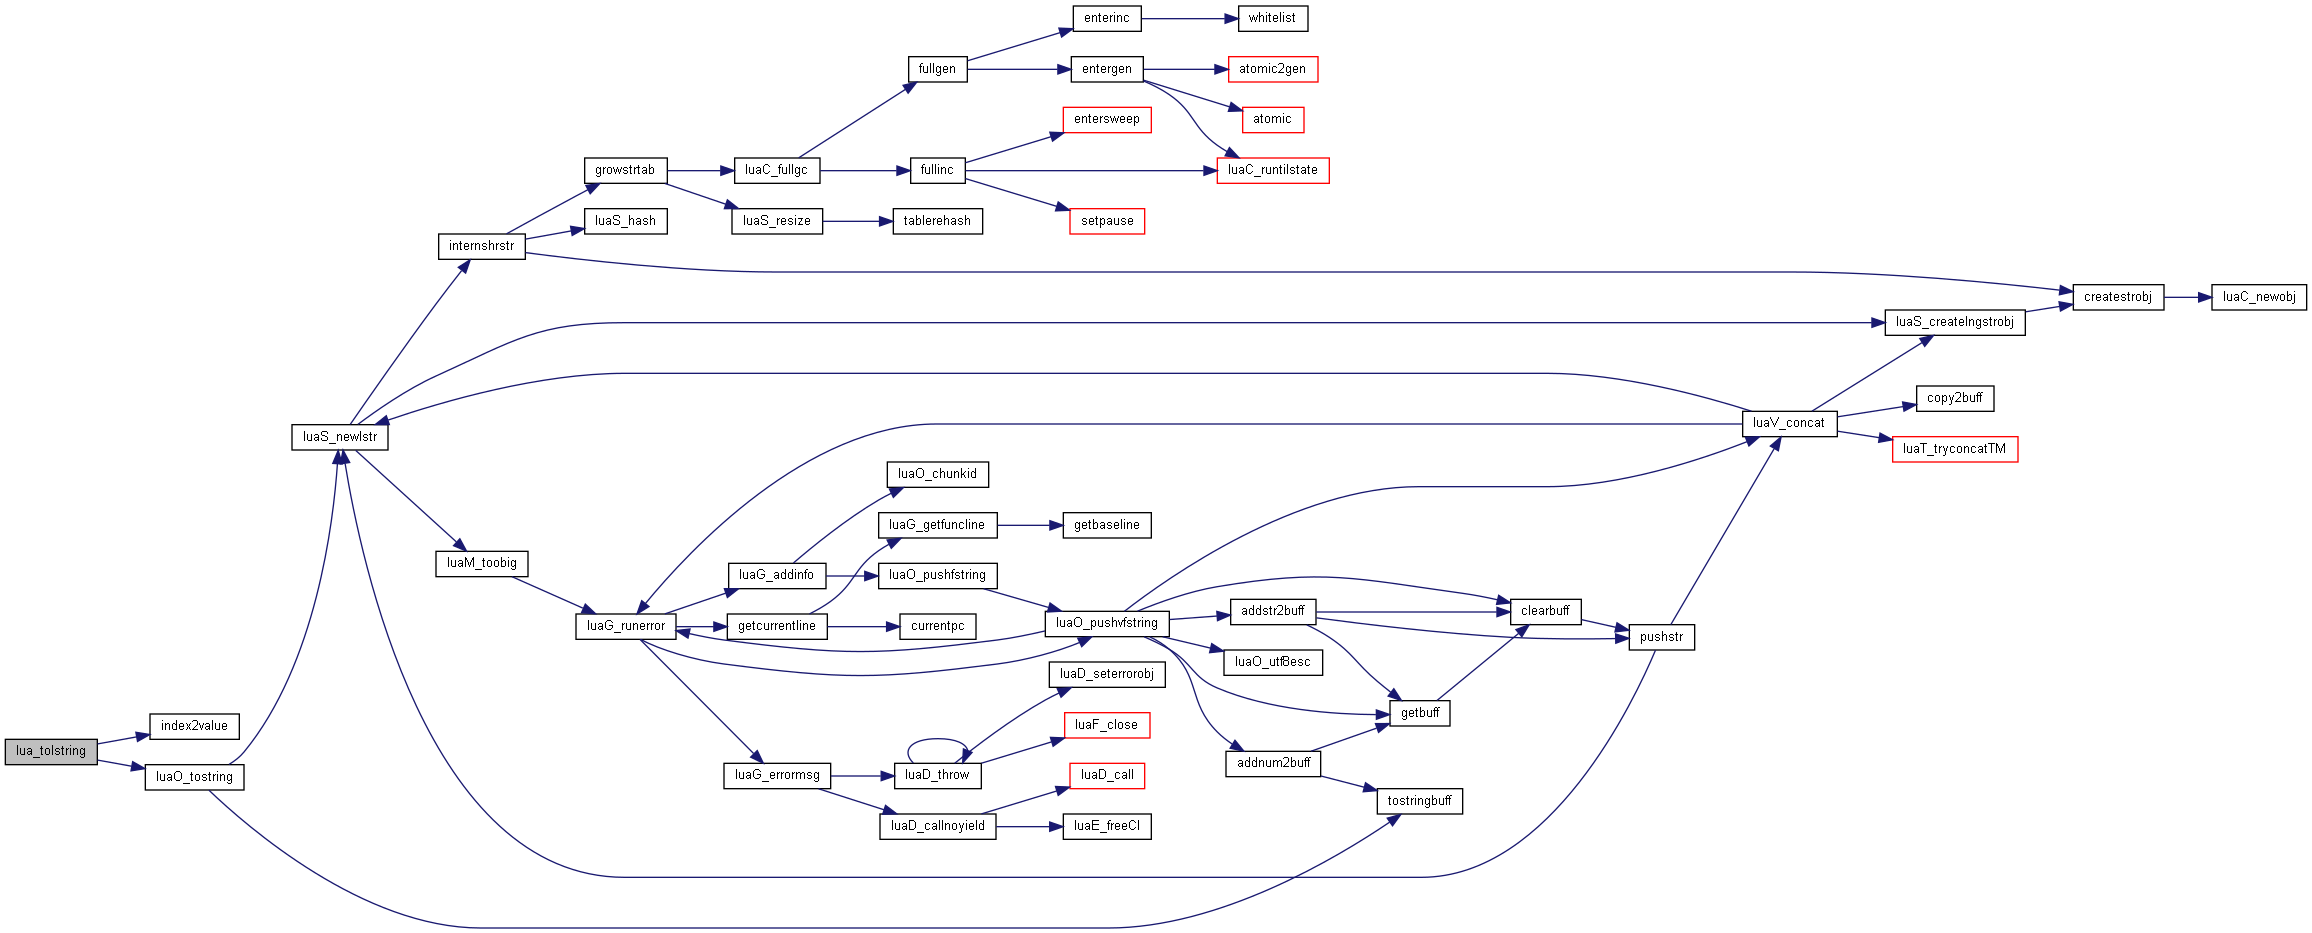 enterinc
whitelist
fullgen
entergen
atomic2gen
entersweep
atomic
growstrtab
luaC_fullgc
fullinc
luaC_runtilstate
luaS_hash
luaS_resize
tablerehash
setpause
internshrstr
createstrobj
luaC_newobj
luaS_createlngstrobj
copy2buff
luaS_newlstr
luaV_concat
luaT_tryconcatTM
luaO_chunkid
luaG_getfuncline
getbaseline
luaM_toobig
luaG_addinfo
luaO_pushfstring
luaG_runerror
getcurrentline
currentpc
luaO_pushvfstring
addstr2buff
clearbuff
pushstr
luaO_utf8esc
luaD_seterrorobj
getbuff
index2value
luaF_close
lua_tolstring
luaO_tostring
luaG_errormsg
luaD_throw
luaD_call
addnum2buff
tostringbuff
luaD_callnoyield
luaE_freeCI